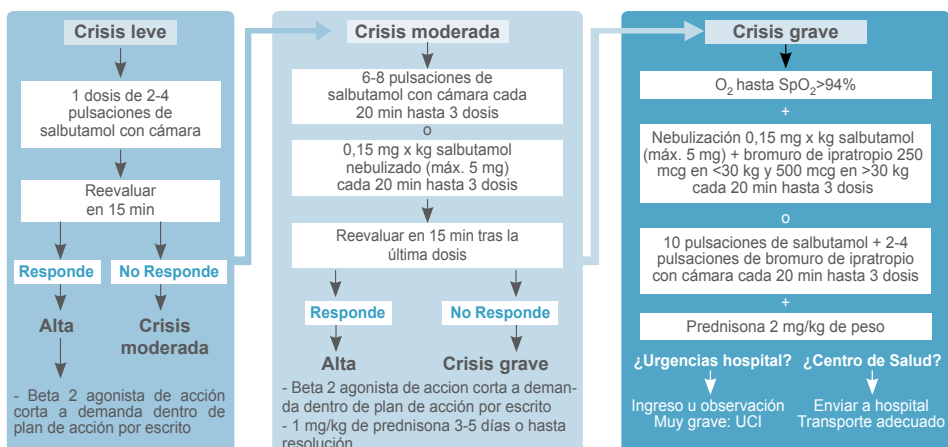 Crisis leve
1 dosis de 2-4
pulsaciones de
salbutamol con cámara
Reevaluar
en 15 min
Responde
No Responde
Alta
Crisis
moderada
- Beta 2 agonista de acción
corta a demanda dentro de
plan de acción por escrito
Crisis moderada
6-8 pulsaciones de
salbutamol con cámara cada
20 min hasta 3 dosis
o
0,15 mg x kg salbutamol
nebulizado (máx. 5 mg)
cada 20 min hasta 3 dosis
Reevaluar en 15 min tras la
última dosis
Responde
No Responde
Alta
Crisis grave
- Beta 2 agonista de accion corta a deman-
da dentro de plan de acción por escrito
- 1 mg/kg de prednisona 3-5 días o hasta
resolución
Crisis grave
O₂ hasta SpO₂>94%
+
Nebulización 0,15 mg x kg salbutamol
(máx. 5 mg) + bromuro de ipratropio 250
mcg en <30 kg y 500 mcg en >30 kg
cada 20 min hasta 3 dosis
o
10 pulsaciones de salbutamol + 2-4
pulsaciones de bromuro de ipratropio
con cámara cada 20 min hasta 3 dosis
+
Prednisona 2 mg/kg de peso
¿Urgencias hospital?
¿Centro de Salud?
Ingreso u observación
Muy grave: UCI
Enviar a hospital
Transporte adecuado